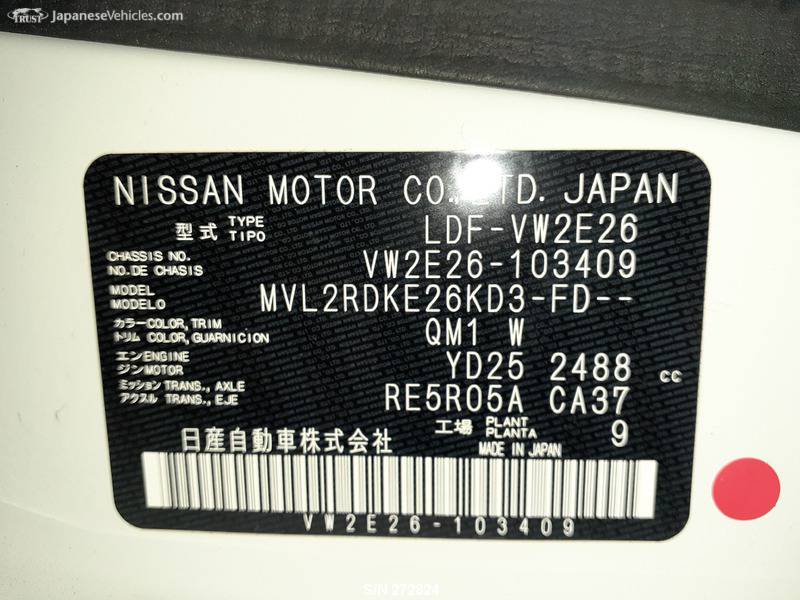 TRUST JapaneseVehicles.com
NISSAN MOTOR CO.,LTD. JAPAN
型式 TYPE TIPO LDF-VW2E26
CHASSIS NO. NO.DE CHASIS VW2E26-103409
MODEL MODELO MVL2RDKE26KD3-FD--
カラー COLOR,TRIM トリム COLOR,GUARNICION QM1 W
エンジン ENGINE MOTOR YD25 2488 cc
ミッション アクスル TRANS., AXLE TRANS., EJE RE5R05A CA37
工場 PLANT PLANTA 9
日産自動車株式会社 MADE IN JAPAN
VW2E26-103409
S/N 272824